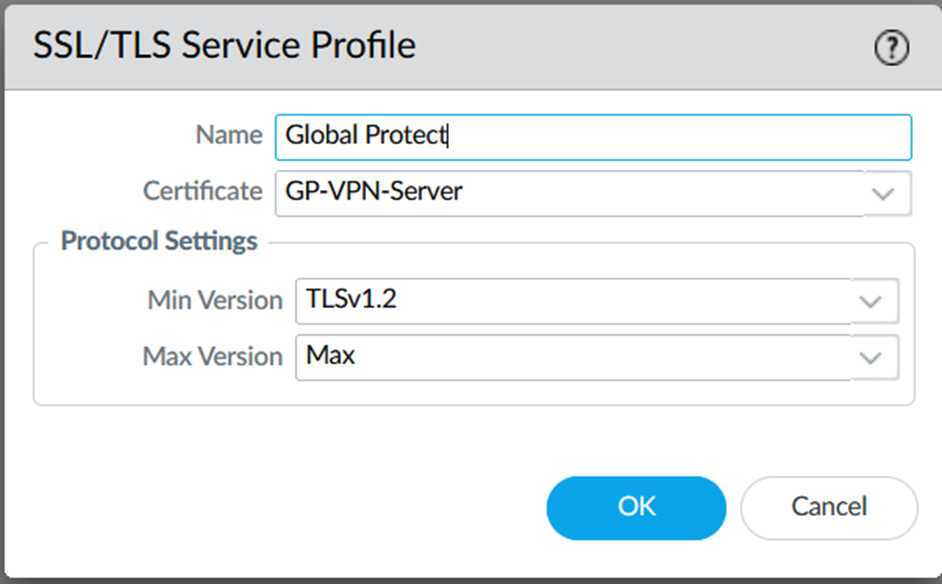 SSL/TLS Service Profile ?
Name Global Protect
Certificate GP-VPN-Server
Protocol Settings
Min Version TLSv1.2
Max Version Max
OK Cancel